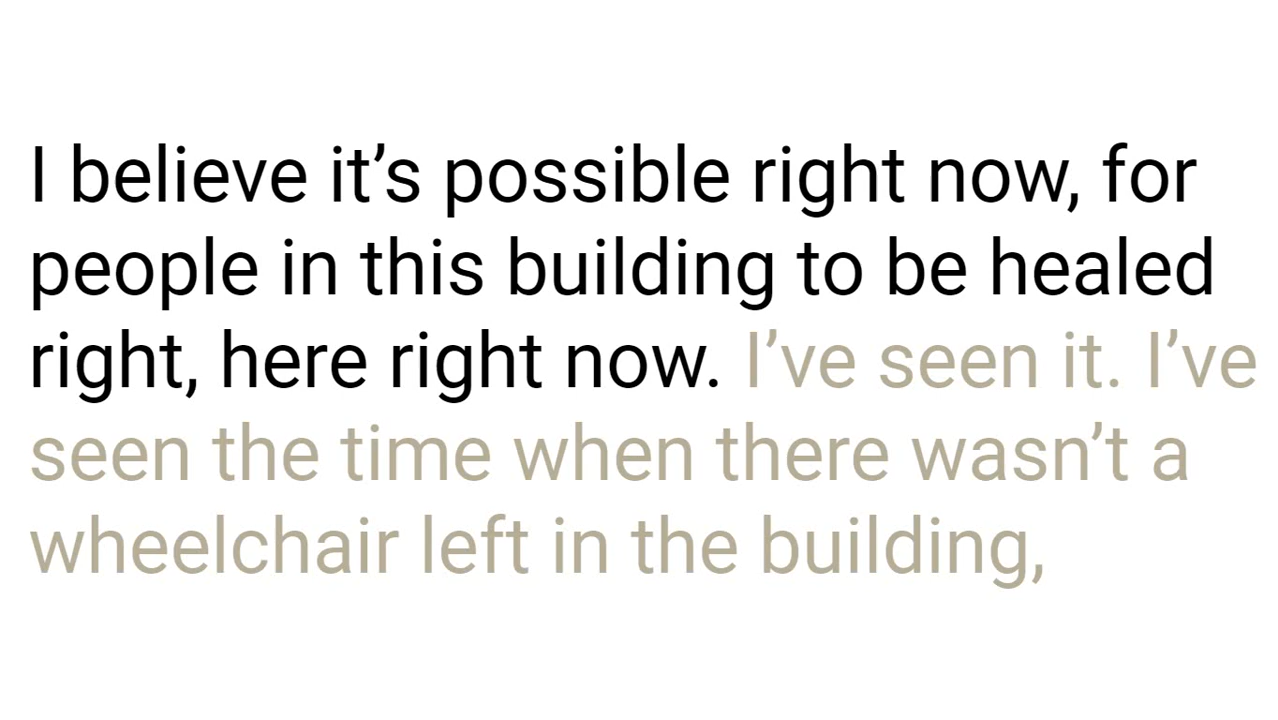 I believe it’s possible right now, for
people in this building to be healed
right, here right now. I’ve seen it. I’ve
seen the time when there wasn’t a
wheelchair left in the building,